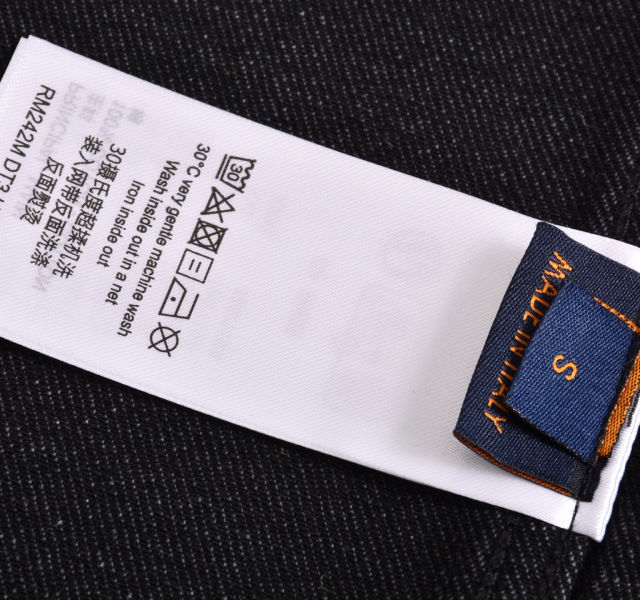 30
30°C very gentle machine wash
Wash inside out in a net
Iron inside out
30摄氏度超柔机洗
装入网袋反面洗涤
反面熨烫
RM242M DT3
MADE IN ITALY
S